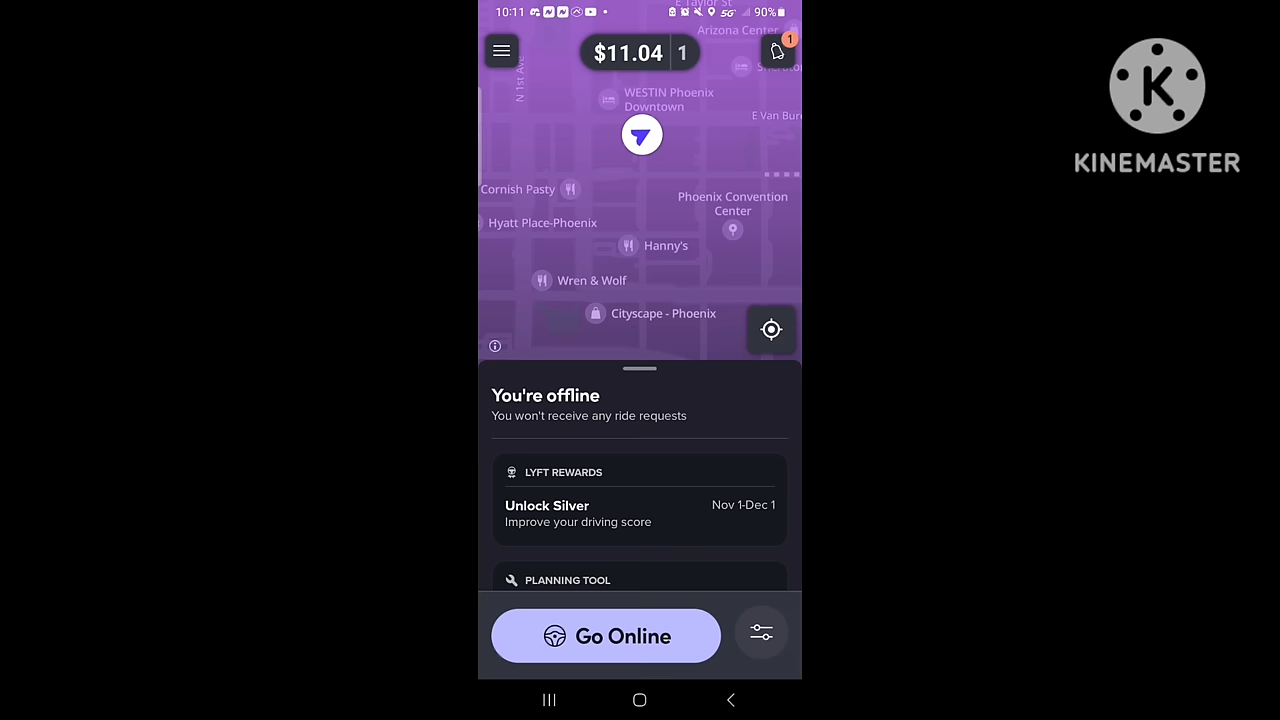 10:11
5G
90%
E Taylor St
Arizona Center
$11.04 1
1
N 1st Ave
WESTIN Phoenix
Downtown
E Van Bure
Cornish Pasty
Phoenix Convention
Center
Hyatt Place-Phoenix
Hanny's
Wren & Wolf
Cityscape - Phoenix
You're offline
You won't receive any ride requests
LYFT REWARDS
Unlock Silver
Nov 1-Dec 1
Improve your driving score
PLANNING TOOL
Go Online
K
KINEMASTER